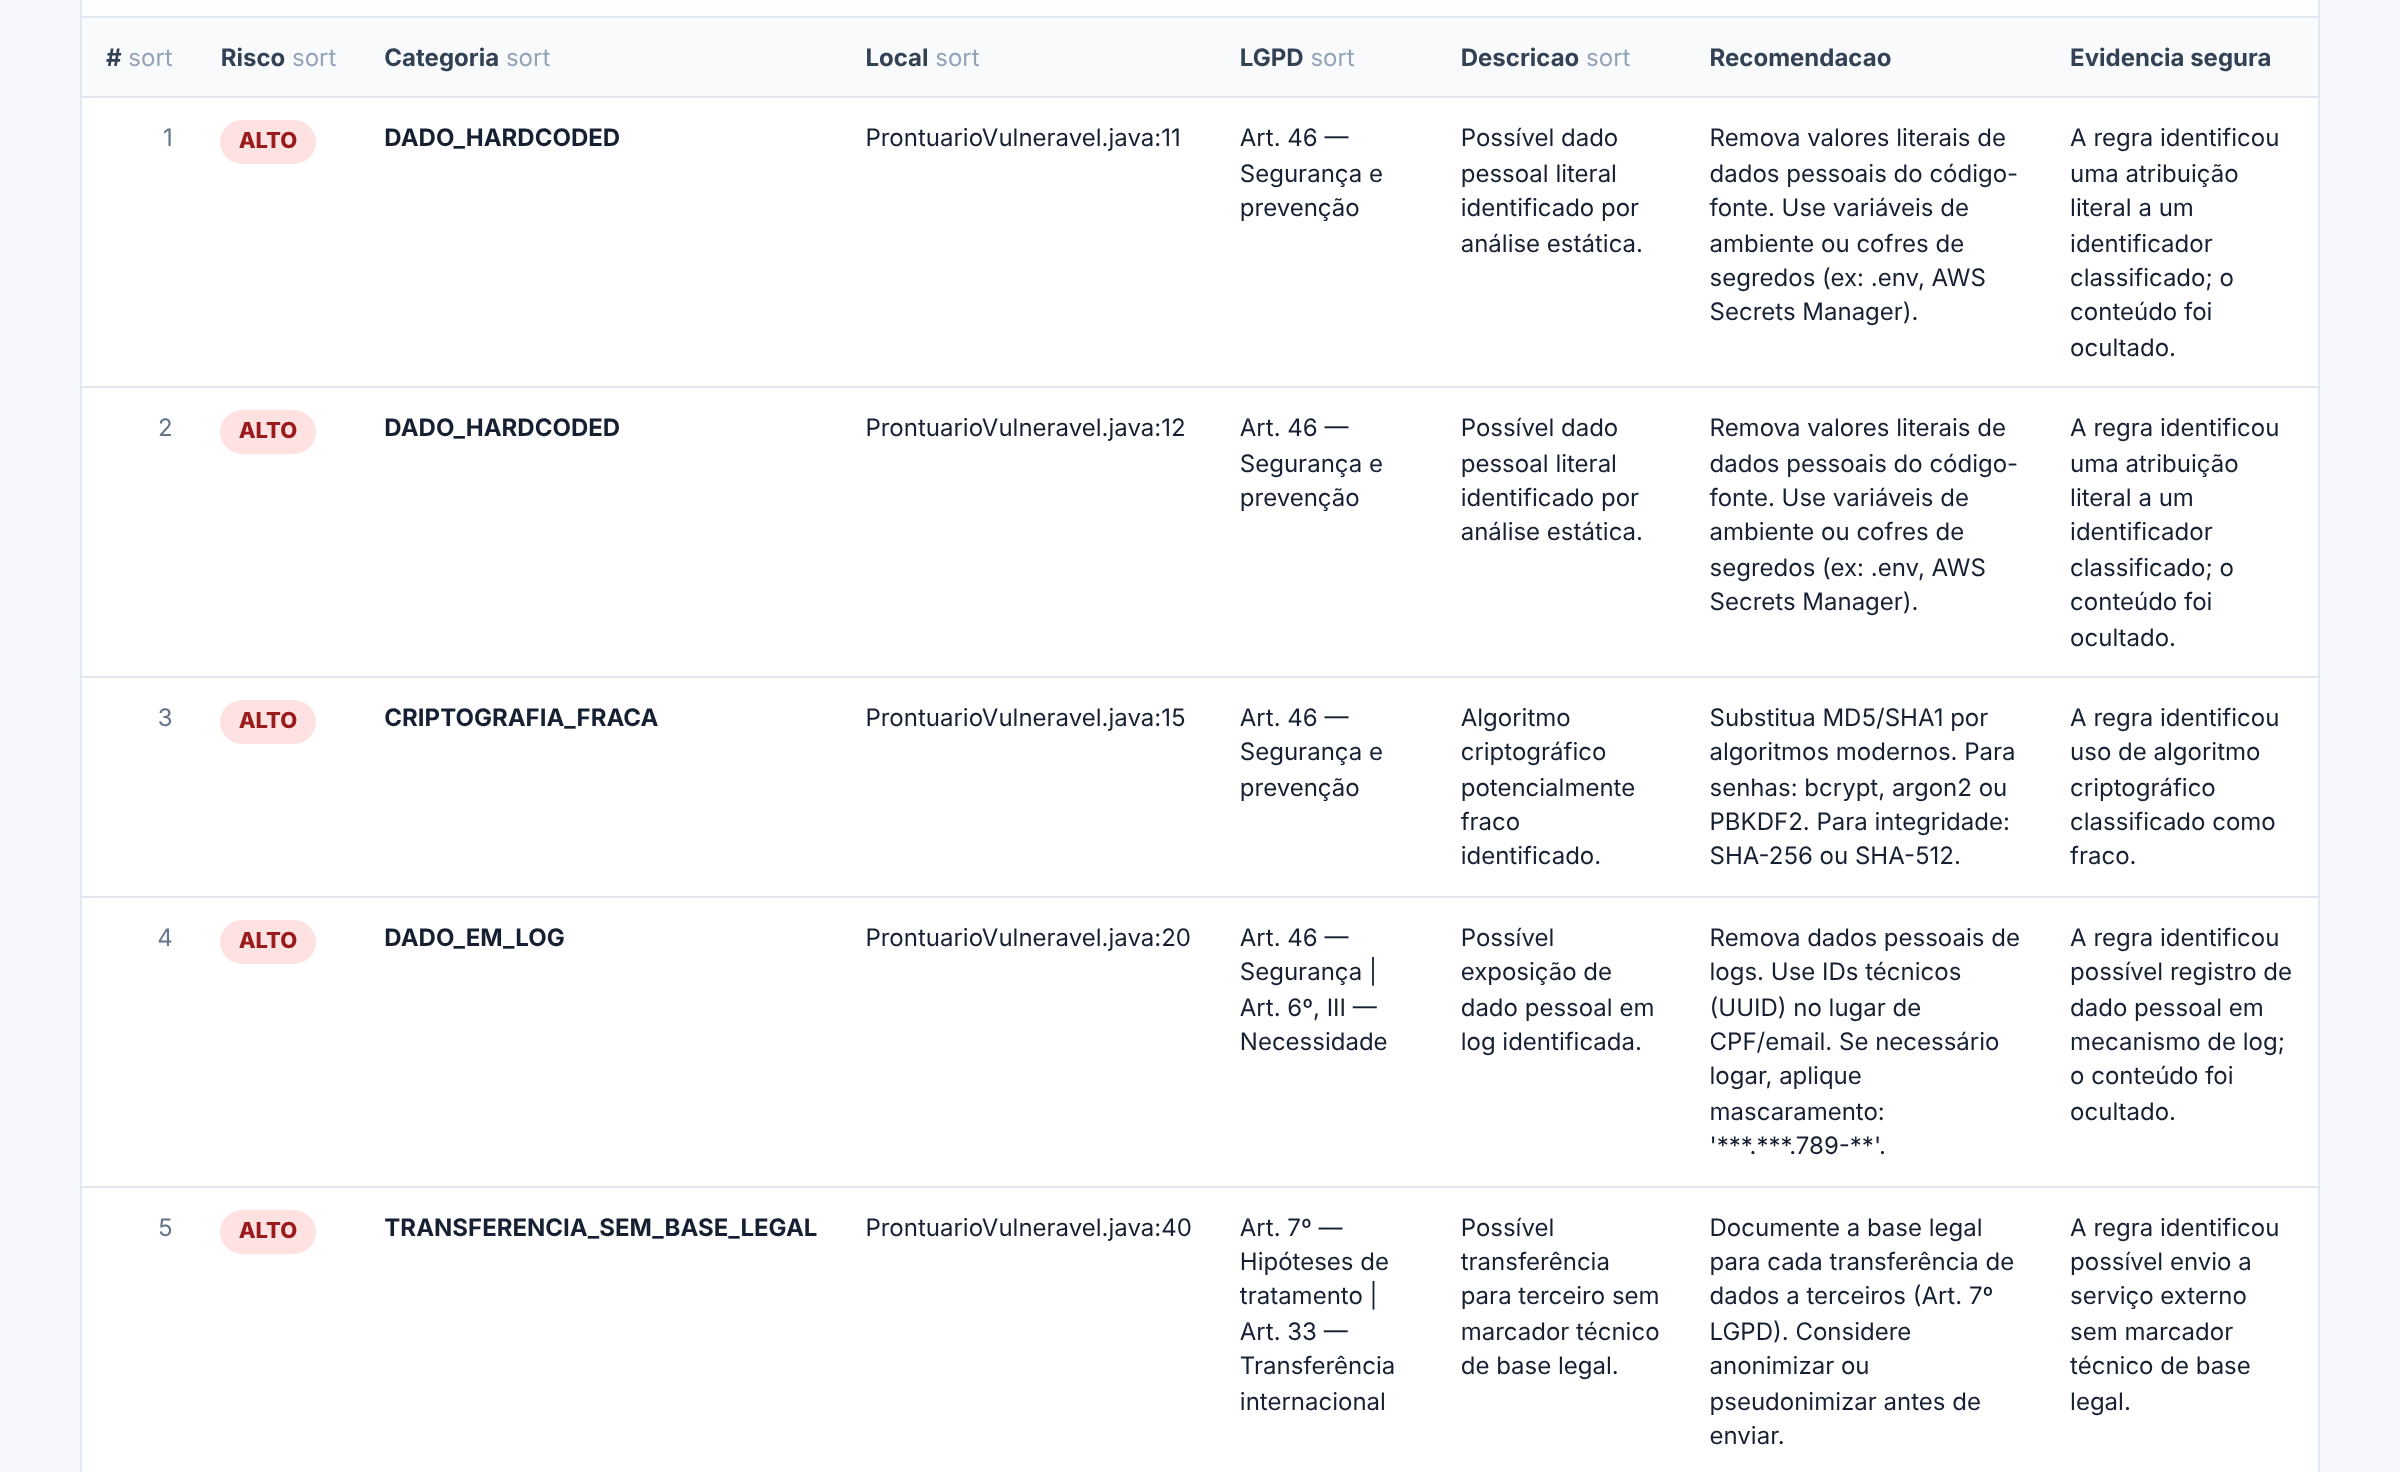 # sort Risco sort Categoria sort Local sort LGPD sort Descricao sort Recomendacao Evidencia segura
1 ALTO DADO_HARDCODED ProntuarioVulneravel.java:11 Art. 46 — Possível dado Remova valores literais de A regra identificou
Segurança e pessoal literal dados pessoais do código- uma atribuição
prevenção identificado por fonte. Use variáveis de literal a um
análise estática. ambiente ou cofres de identificador
segredos (ex: .env, AWS classificado; o
Secrets Manager). conteúdo foi
ocultado.
2 ALTO DADO_HARDCODED ProntuarioVulneravel.java:12 Art. 46 — Possível dado Remova valores literais de A regra identificou
Segurança e pessoal literal dados pessoais do código- uma atribuição
prevenção identificado por fonte. Use variáveis de literal a um
análise estática. ambiente ou cofres de identificador
segredos (ex: .env, AWS classificado; o
Secrets Manager). conteúdo foi
ocultado.
3 ALTO CRIPTOGRAFIA_FRACA ProntuarioVulneravel.java:15 Art. 46 — Algoritmo Substitua MD5/SHA1 por A regra identificou
Segurança e criptográfico algoritmos modernos. Para uso de algoritmo
prevenção potencialmente senhas: bcrypt, argon2 ou criptográfico
fraco PBKDF2. Para integridade: classificado como
identificado. SHA-256 ou SHA-512. fraco.
4 ALTO DADO_EM_LOG ProntuarioVulneravel.java:20 Art. 46 — Possível Remova dados pessoais de A regra identificou
Segurança | exposição de logs. Use IDs técnicos possível registro de
Art. 6º, III — dado pessoal em (UUID) no lugar de dado pessoal em
Necessidade log identificada. CPF/email. Se necessário mecanismo de log;
logar, aplique o conteúdo foi
mascaramento: ocultado.
'***.***.789-**'.
5 ALTO TRANSFERENCIA_SEM_BASE_LEGAL ProntuarioVulneravel.java:40 Art. 7º — Possível Documente a base legal A regra identificou
Hipóteses de transferência para cada transferência de possível envio a
tratamento | para terceiro sem dados a terceiros (Art. 7º serviço externo
Art. 33 — marcador técnico LGPD). Considere sem marcador
Transferência de base legal. anonimizar ou técnico de base
internacional pseudonimizar antes de legal.
enviar.